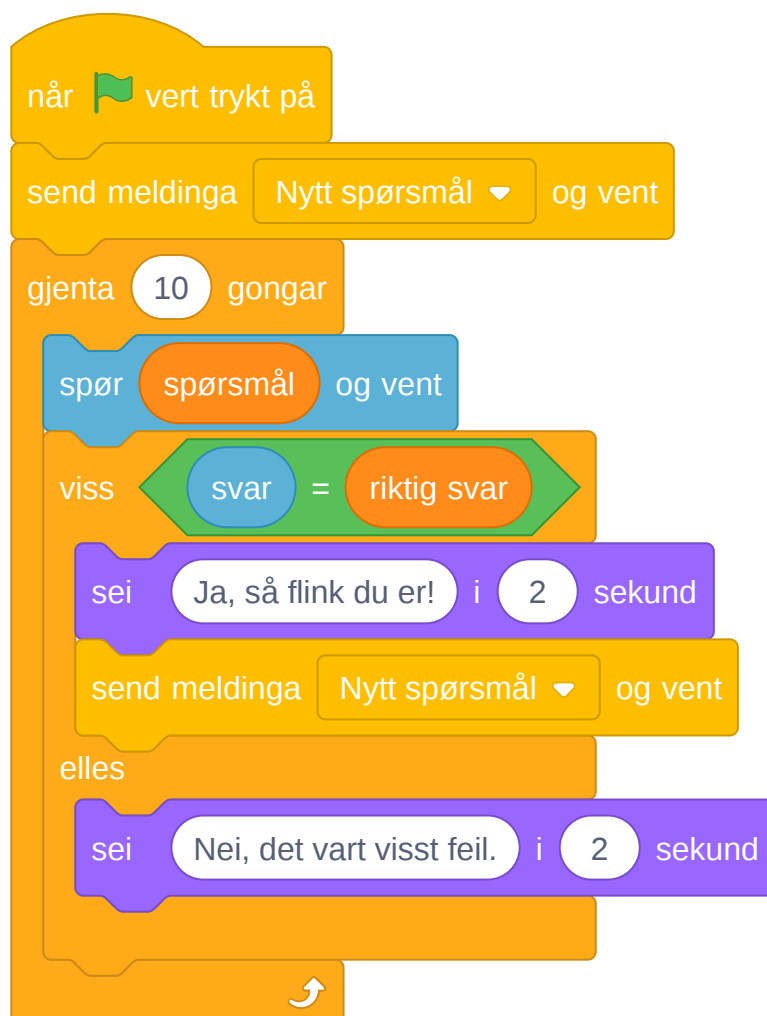 når vert trykt på
send meldinga Nytt spørsmål og vent
gjenta 10 gongar
spør spørsmål og vent
viss svar = riktig svar
sei Ja, så flink du er! i 2 sekund
send meldinga Nytt spørsmål og vent
elles
sei Nei, det vart visst feil. i 2 sekund